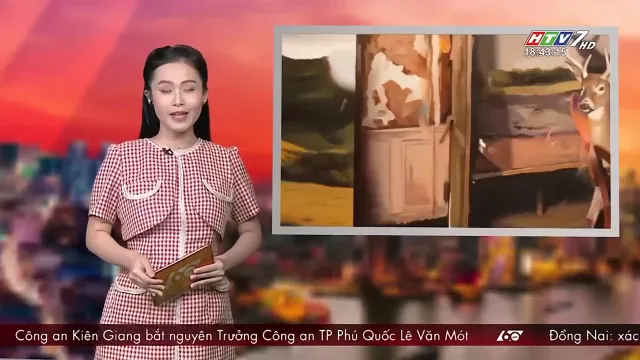 HTV7 HD
18:43:15
Công an Kiên Giang bắt nguyên Trưởng Công an TP Phú Quốc Lê Văn Mót
60
Đồng Nai: xác